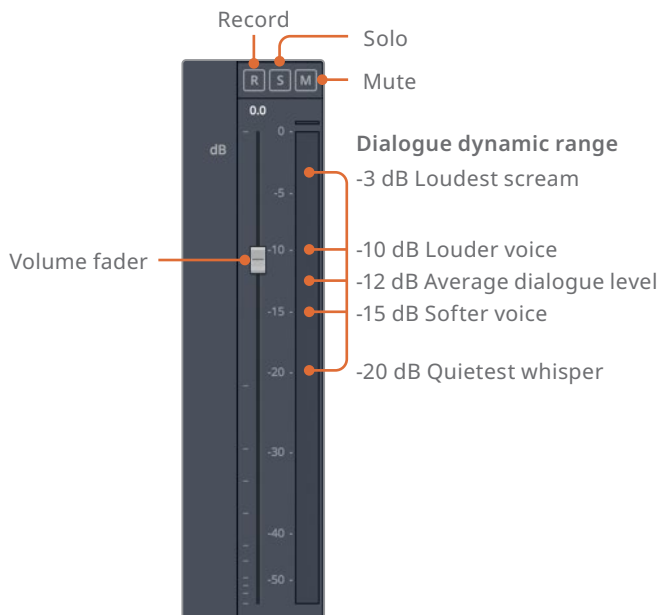 Record
Solo
Mute
R S M
0.0
dB
0
-5
-10
-15
-20
-30
-40
-50
Volume fader
Dialogue dynamic range
-3 dB Loudest scream
-10 dB Louder voice
-12 dB Average dialogue level
-15 dB Softer voice
-20 dB Quietest whisper